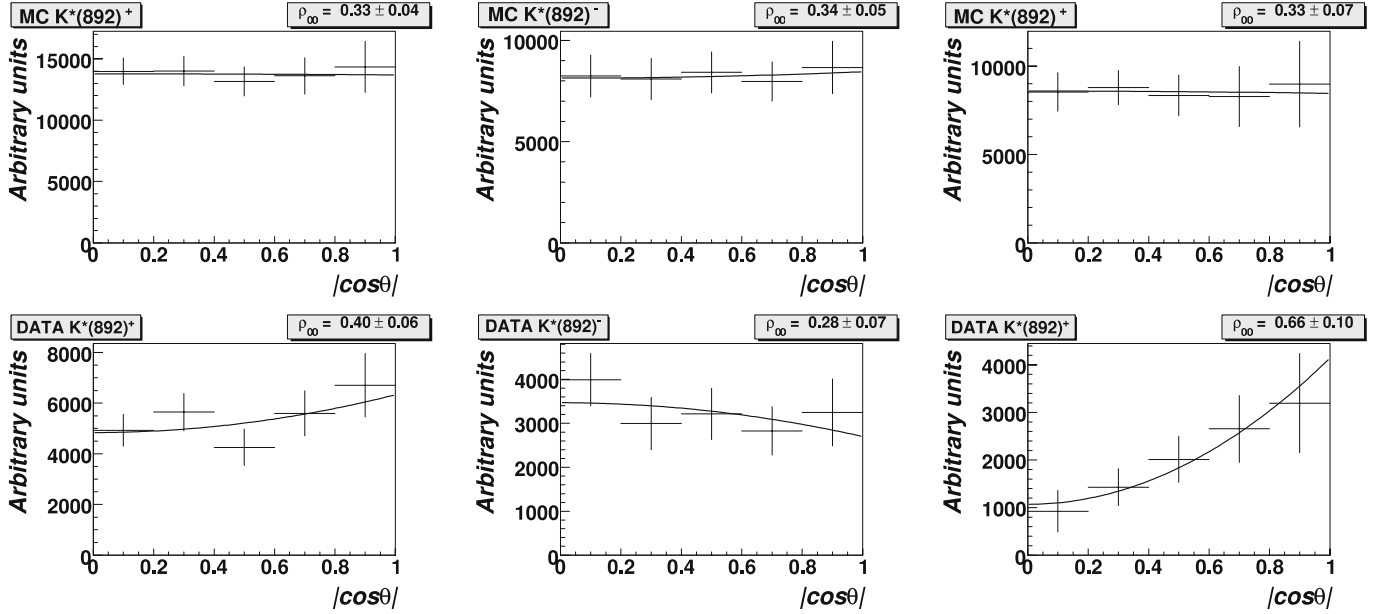 MC K*(892)⁺
ρ₀₀ = 0.33 ± 0.04
Arbitrary units
15000
10000
5000
0
0 0.2 0.4 0.6 0.8 1
|cosθ|
MC K*(892)⁻
ρ₀₀ = 0.34 ± 0.05
Arbitrary units
10000
5000
0
0 0.2 0.4 0.6 0.8 1
|cosθ|
MC K*(892)⁺
ρ₀₀ = 0.33 ± 0.07
Arbitrary units
10000
5000
0
0 0.2 0.4 0.6 0.8 1
|cosθ|
DATA K*(892)⁺
ρ₀₀ = 0.40 ± 0.06
Arbitrary units
8000
6000
4000
2000
0
0 0.2 0.4 0.6 0.8 1
|cosθ|
DATA K*(892)⁻
ρ₀₀ = 0.28 ± 0.07
Arbitrary units
4000
3000
2000
1000
0
0 0.2 0.4 0.6 0.8 1
|cosθ|
DATA K*(892)⁺
ρ₀₀ = 0.66 ± 0.10
Arbitrary units
4000
3000
2000
1000
0
0 0.2 0.4 0.6 0.8 1
|cosθ|